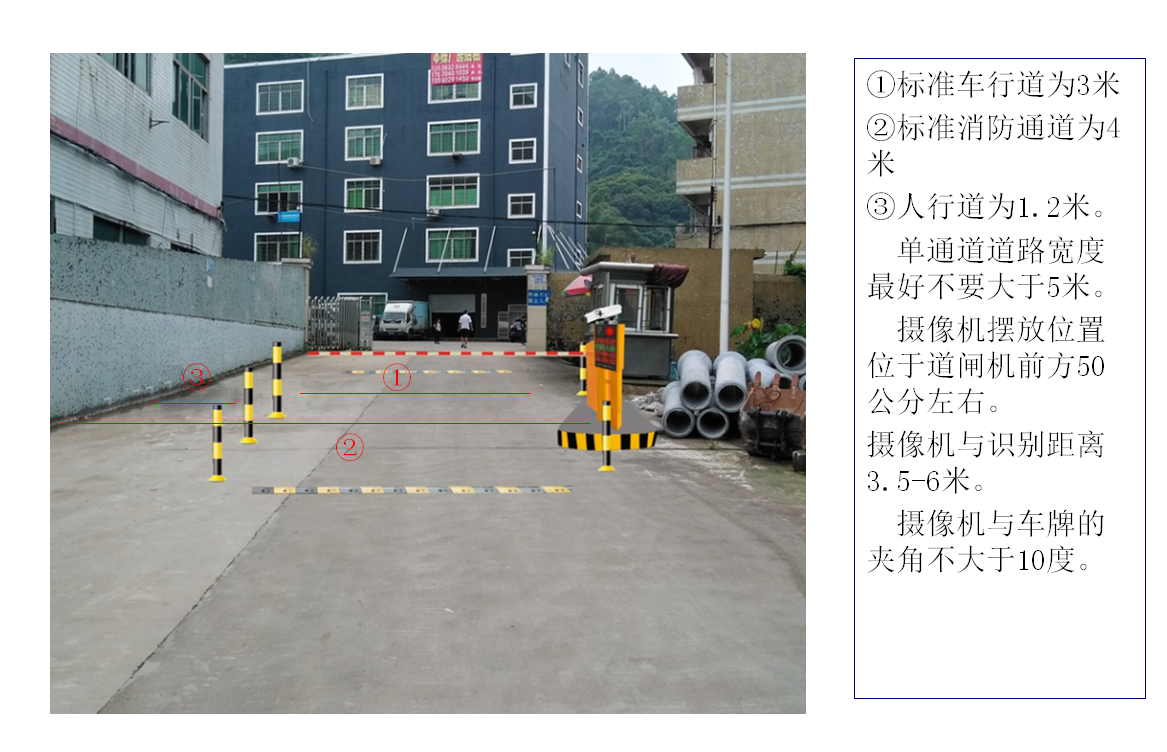 ①
②
③
①标准车行道为3米
②标准消防通道为4
米
③人行道为1.2米。
单通道道路宽度
最好不要大于5米。
摄像机摆放位置
位于道闸机前方50
公分左右。
摄像机与识别距离
3.5-6米。
摄像机与车牌的
夹角不大于10度。